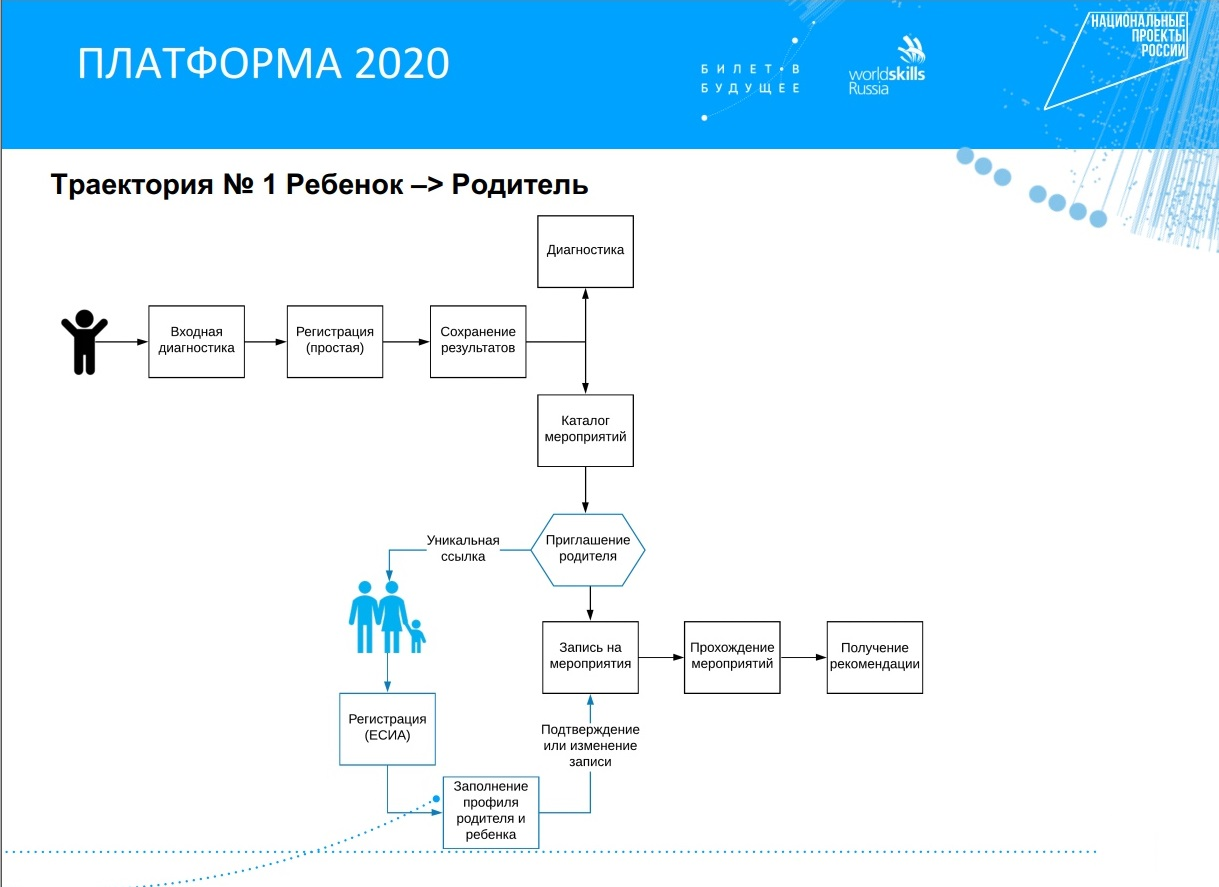 ПЛАТФОРМА 2020
БИЛЕТ В
БУДУЩЕЕ
worldskills
Russia
НАЦИОНАЛЬНЫЕ
ПРОЕКТЫ
РОССИИ
Траектория № 1 Ребенок –> Родитель
Диагностика
Входная
диагностика
Регистрация
(простая)
Сохранение
результатов
Каталог
мероприятий
Уникальная
ссылка
Приглашение
родителя
Запись на
мероприятия
Прохождение
мероприятий
Получение
рекомендации
Регистрация
(ЕСИА)
Подтверждение
или изменение
записи
Заполнение
профиля
родителя и
ребенка